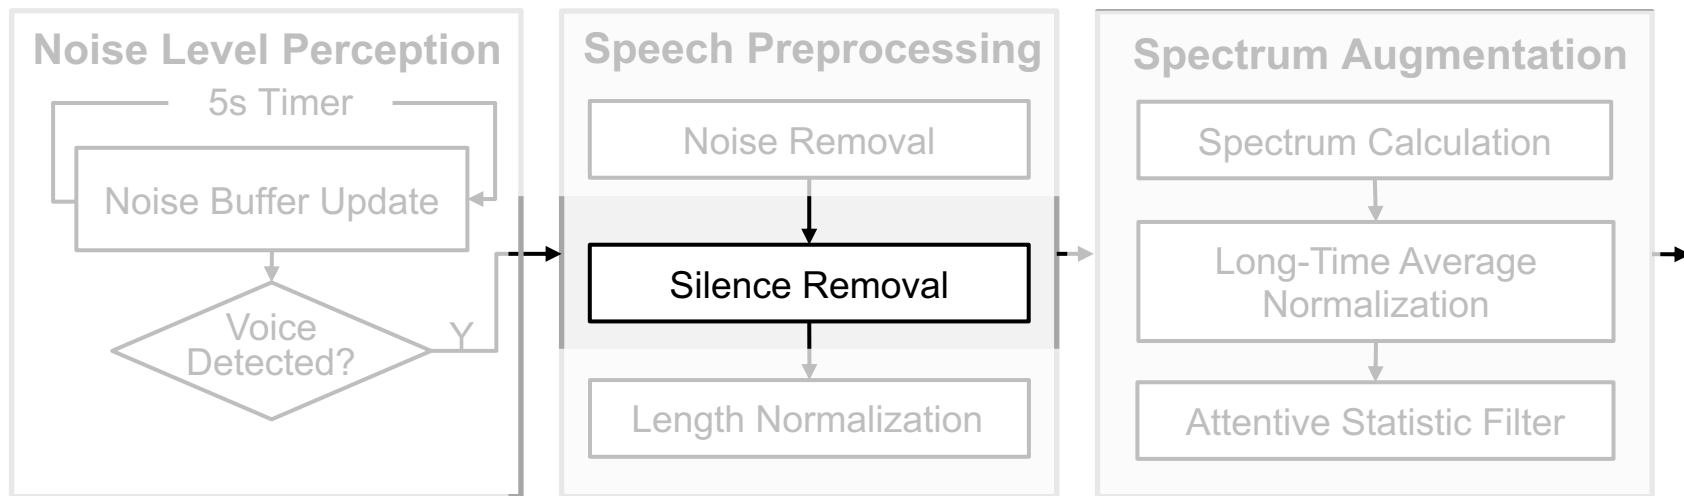 Noise Level Perception
5s Timer
Noise Buffer Update
Voice
Detected?
Y
Speech Preprocessing
Noise Removal
Silence Removal
Length Normalization
Spectrum Augmentation
Spectrum Calculation
Long-Time Average
Normalization
Attentive Statistic Filter